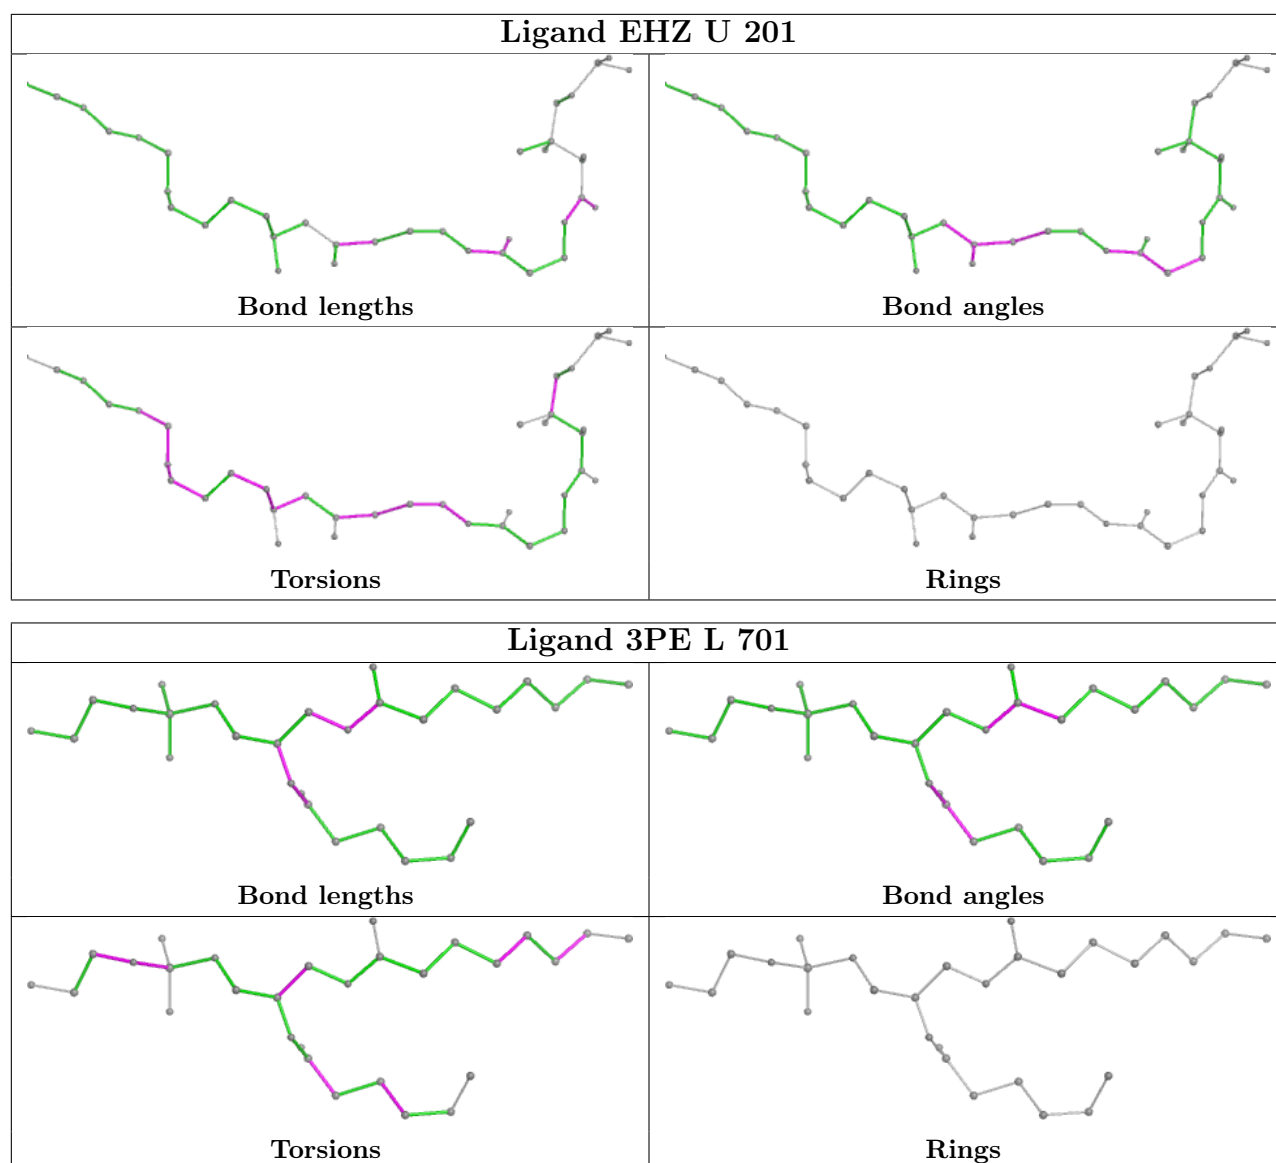 Ligand EHZ U 201
Bond lengths
Bond angles
Torsions
Rings
Ligand 3PE L 701
Bond lengths
Bond angles
Torsions
Rings